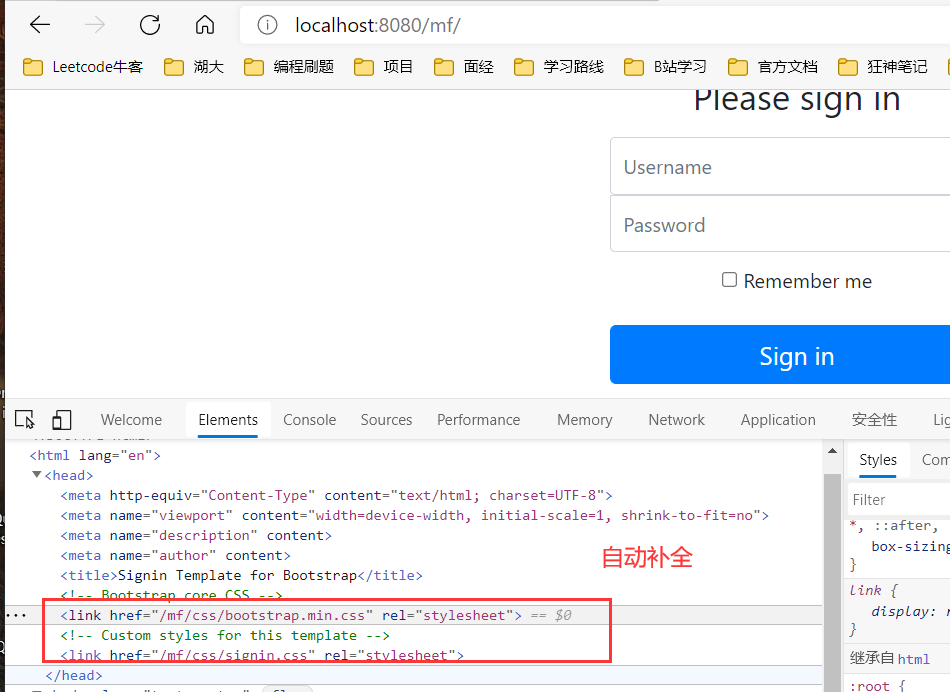 localhost:8080/mf/
Leetcode牛客 湖大 编程刷题 项目 面经 学习路线 B站学习 官方文档 狂神笔记
Please sign in
Username
Password
Remember me
Sign in
Welcome Elements Console Sources Performance Memory Network Application 安全性
<html lang="en">
<head>
<meta http-equiv="Content-Type" content="text/html; charset=UTF-8">
<meta name="viewport" content="width=device-width, initial-scale=1, shrink-to-fit=no">
<meta name="description" content>
<meta name="author" content>
<title>Signin Template for Bootstrap</title>
<!-- Bootstrap core CSS -->
<link href="/mf/css/bootstrap.min.css" rel="stylesheet"> == $0
<!-- Custom styles for this template -->
<link href="/mf/css/signin.css" rel="stylesheet">
</head>
自动补全
Styles
Filter
*, ::after,
box-sizing
}
link {
display:
}
继承自 html
:root {